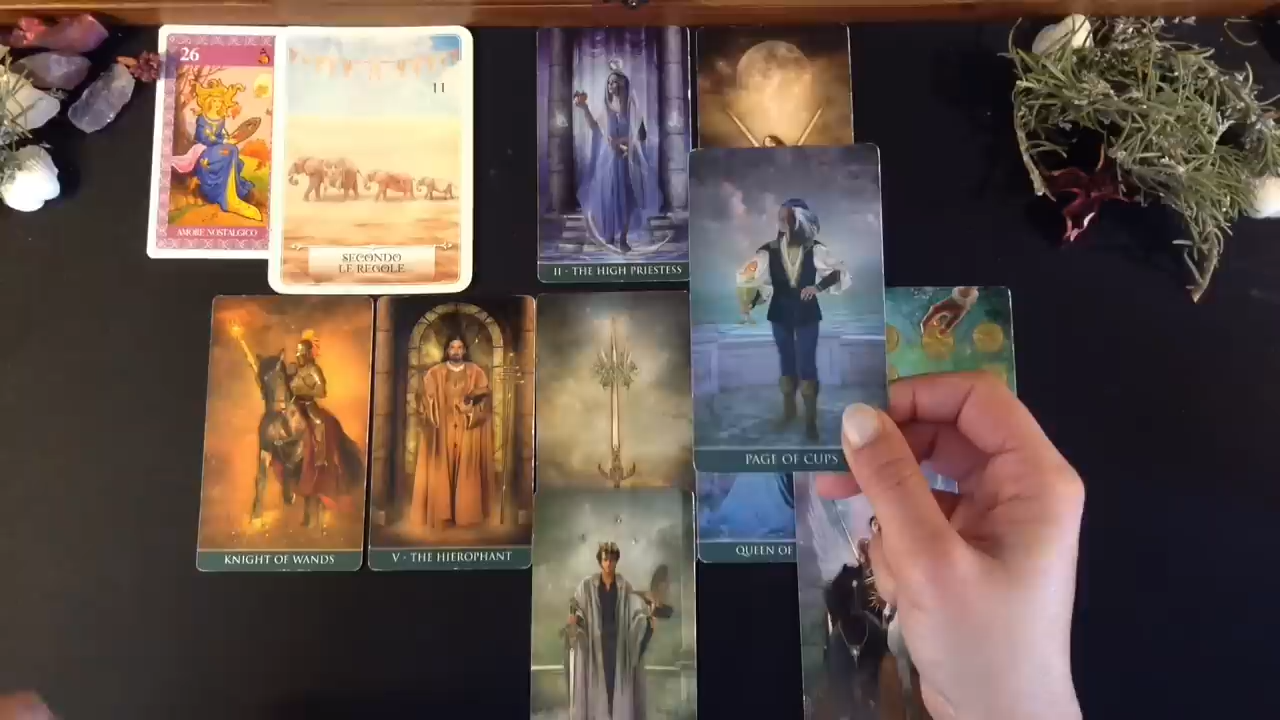 26
AMORE NOSTALGICO
11
SECONDO
LE REGOLE
II - THE HIGH PRIESTESS
PAGE OF CUPS
KNIGHT OF WANDS
V - THE HIEROPHANT
QUEEN OF